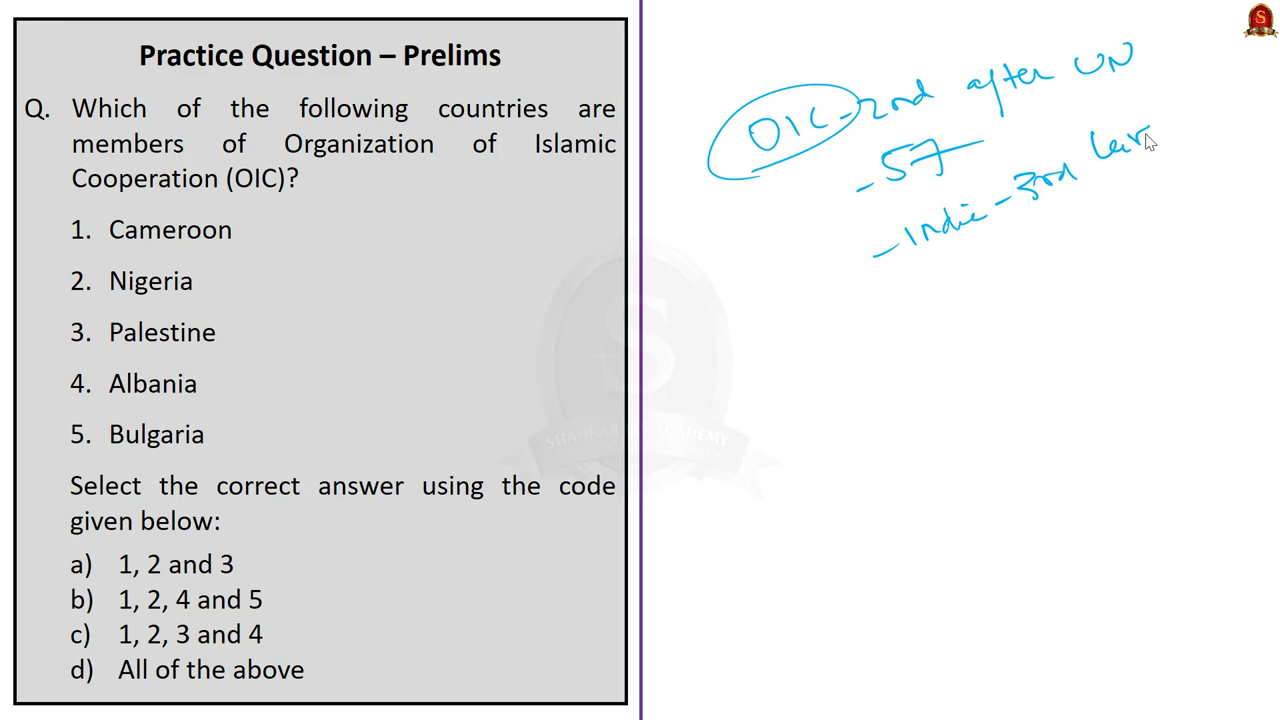 Practice Question – Prelims
Q. Which of the following countries are
members of Organization of Islamic
Cooperation (OIC)?
1. Cameroon
2. Nigeria
3. Palestine
4. Albania
5. Bulgaria
Select the correct answer using the code
given below:
a) 1, 2 and 3
b) 1, 2, 4 and 5
c) 1, 2, 3 and 4
d) All of the above
OIC - 2nd after UN
- 57
- India - 3rd
S
S